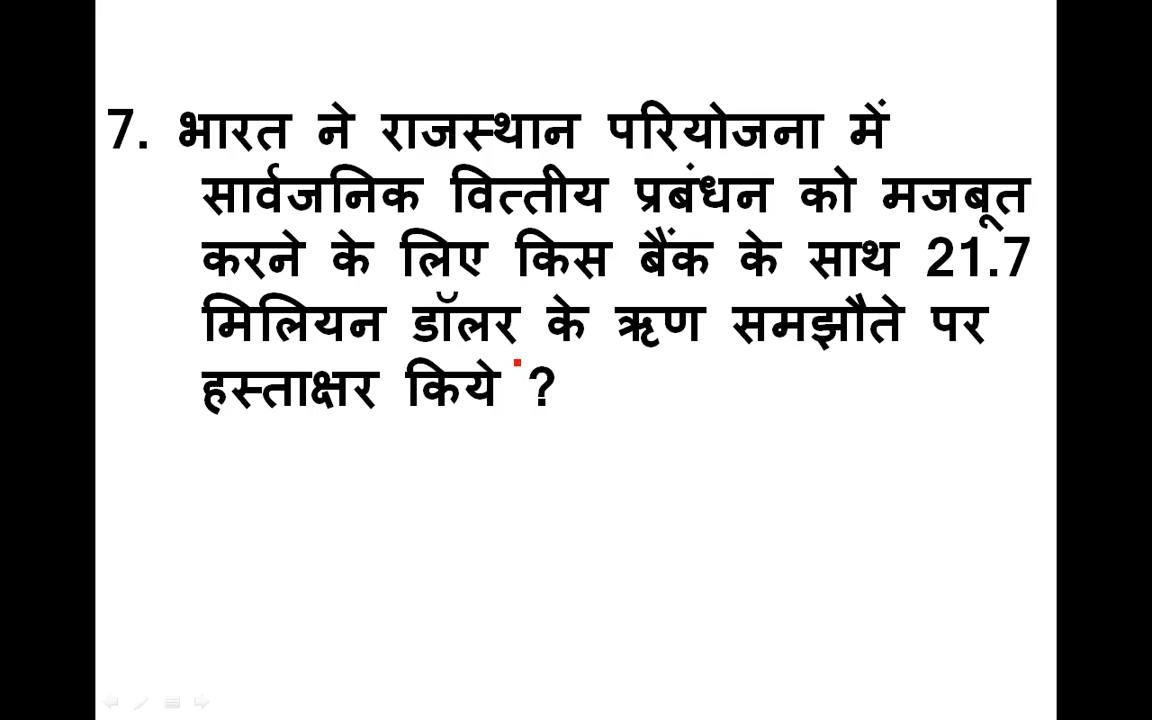 7. भारत ने राजस्थान परियोजना में
सार्वजनिक वित्तीय प्रबंधन को मजबूत
करने के लिए किस बैंक के साथ 21.7
मिलियन डॉलर के ऋण समझौते पर
हस्ताक्षर किये ?